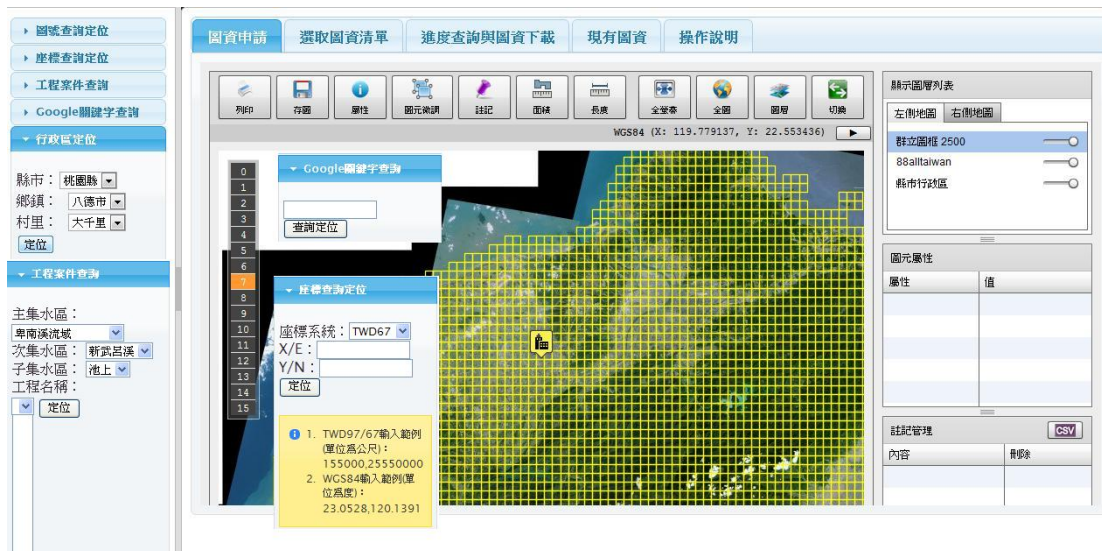 圖號查詢定位
座標查詢定位
工程案件查詢
Google關鍵字查詢
行政區定位
縣市：桃園縣
鄉鎮：八德市
村里：大千里
定位
工程案件查詢
主集水區：
卑南溪流域
次集水區：新武呂溪
子集水區：池上
工程名稱：
定位
圖資申請 選取圖資清單 進度查詢與圖資下載 現有圖資 操作說明
列印 存圖 屬性 圖元微調 註記 面積 長度 全螢幕 全圖 圖層 切換
WGS84 (X: 119.779137, Y: 22.553436)
0
1
2
3
4
5
6
7
8
9
10
11
12
13
14
15
Google關鍵字查詢
查詢定位
座標查詢定位
座標系統：TWD67
X/E：
Y/N：
定位
1. TWD97/67輸入範例
(單位為公尺)：
155000,25550000
2. WGS84輸入範例(單
位為度)：
23.0528,120.1391
顯示圖層列表
左側地圖 右側地圖
群立圖框 2500
88alltaiwan
縣市行政區
圖元屬性
屬性 值
註記管理 CSV
內容 刪除